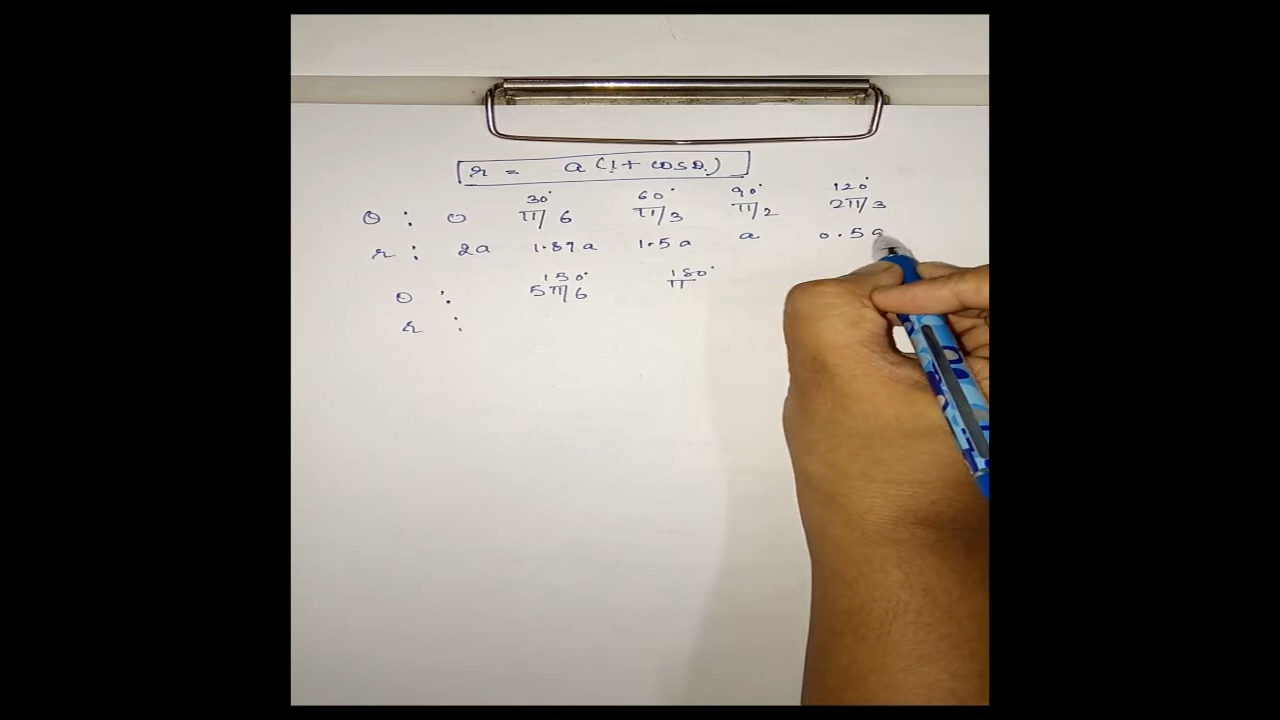 r = a (1 + cosθ)
30° 60° 90° 120°
θ : 0 π/6 π/3 π/2 2π/3
r : 2a 1.87a 1.5a a 0.5a
150° 180°
θ : 5π/6 π
r :